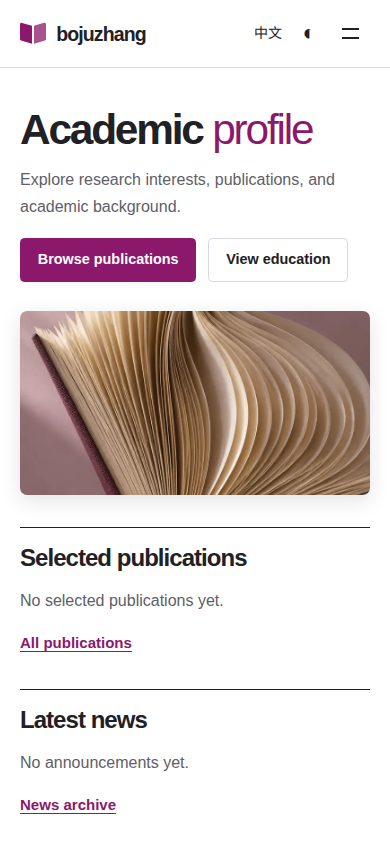 bojuzhang
中文
Academic profile
Explore research interests, publications, and
academic background.
Browse publications
View education
Selected publications
No selected publications yet.
All publications
Latest news
No announcements yet.
News archive